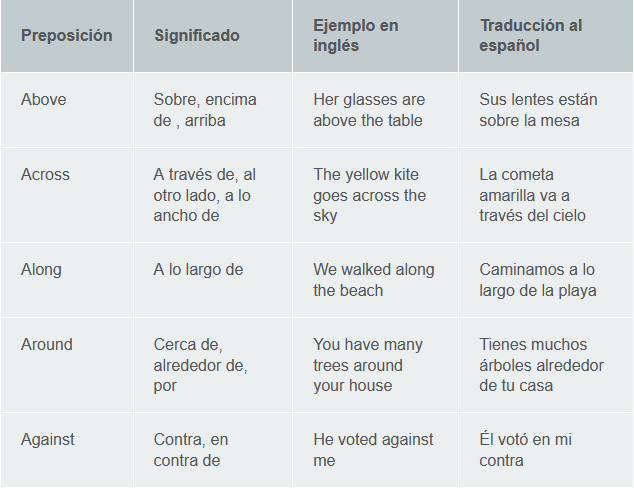 Preposición
Significado
Ejemplo en
inglés
Traducción al
español
Above
Sobre, encima
de , arriba
Her glasses are
above the table
Sus lentes están
sobre la mesa
Across
A través de, al
otro lado, a lo
ancho de
The yellow kite
goes across the
sky
La cometa
amarilla va a
través del cielo
Along
A lo largo de
We walked along
the beach
Caminamos a lo
largo de la playa
Around
Cerca de,
alrededor de,
por
You have many
trees around
your house
Tienes muchos
árboles alrededor
de tu casa
Against
Contra, en
contra de
He voted against
me
Él votó en mi
contra